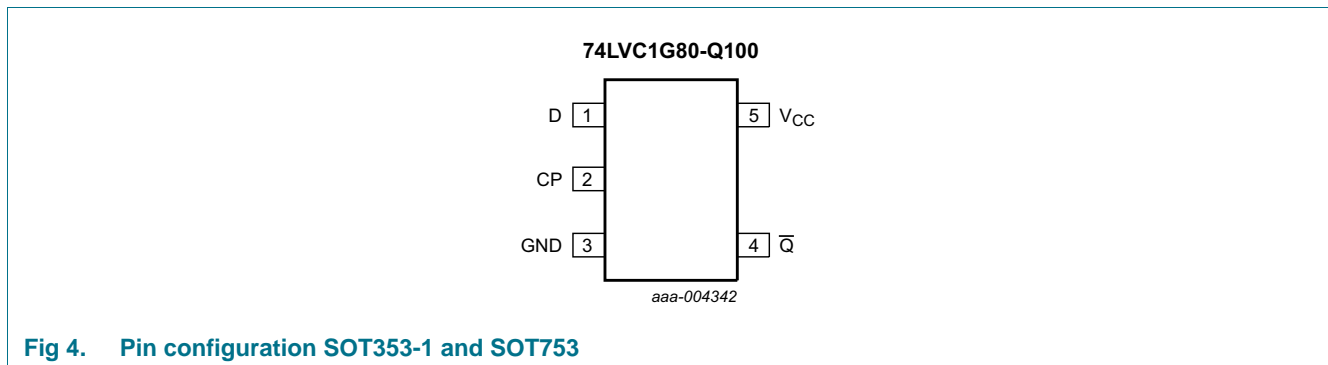 74LVC1G80-Q100
D 1
5 VCC
CP 2
GND 3
4 Q̅
aaa-004342
Fig 4. Pin configuration SOT353-1 and SOT753